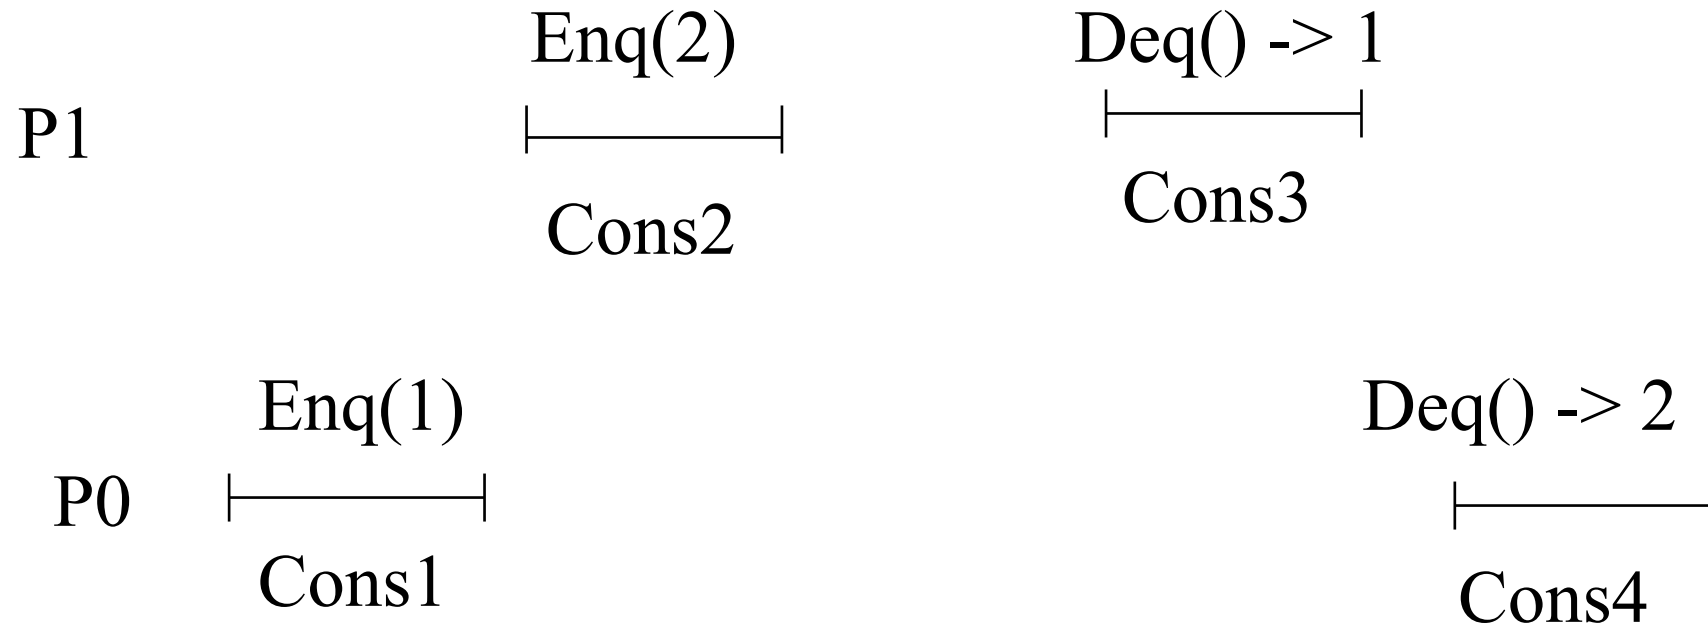 Enq(2)
Deq() -> 1
P1
Cons2
Cons3
Enq(1)
Deq() -> 2
P0
Cons1
Cons4